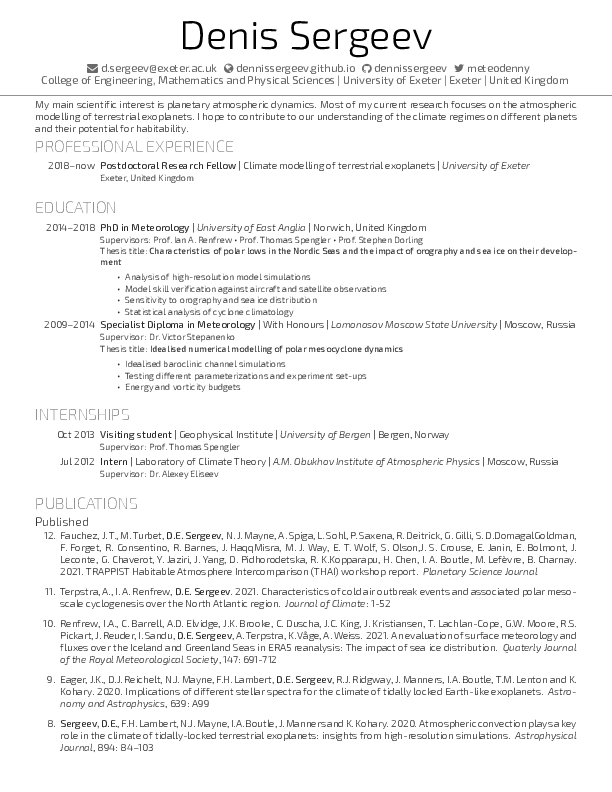 Denis Sergeev
d.sergeev@exeter.ac.uk dennissergeev.github.io dennissergeev meteodenny
College of Engineering, Mathematics and Physical Sciences | University of Exeter | Exeter | United Kingdom
My main scientific interest is planetary atmospheric dynamics. Most of my current research focuses on the atmospheric
modelling of terrestrial exoplanets. I hope to contribute to our understanding of the climate regimes on different planets
and their potential for habitability.
PROFESSIONAL EXPERIENCE
2018–now Postdoctoral Research Fellow | Climate modelling of terrestrial exoplanets | University of Exeter
Exeter, United Kingdom
EDUCATION
2014–2018 PhD in Meteorology | University of East Anglia | Norwich, United Kingdom
Supervisors: Prof. Ian A. Renfrew • Prof. Thomas Spengler • Prof. Stephen Dorling
Thesis title: Characteristics of polar lows in the Nordic Seas and the impact of orography and sea ice on their develop-
ment
• Analysis of high-resolution model simulations
• Model skill verification against aircraft and satellite observations
• Sensitivity to orography and sea ice distribution
• Statistical analysis of cyclone climatology
2009–2014 Specialist Diploma in Meteorology | With Honours | Lomonosov Moscow State University | Moscow, Russia
Supervisor: Dr. Victor Stepanenko
Thesis title: Idealised numerical modelling of polar mesocyclone dynamics
• Idealised baroclinic channel simulations
• Testing different parameterizations and experiment set-ups
• Energy and vorticity budgets
INTERNSHIPS
Oct 2013 Visiting student | Geophysical Institute | University of Bergen | Bergen, Norway
Supervisor: Prof. Thomas Spengler
Jul 2012 Intern | Laboratory of Climate Theory | A.M. Obukhov Institute of Atmospheric Physics | Moscow, Russia
Supervisor: Dr. Alexey Eliseev
PUBLICATIONS
Published
12. Fauchez, J.T., M. Turbet, D.E. Sergeev, N.J. Mayne, A. Spiga, L. Sohl, P. Saxena, R. Deitrick, G. Gilli, S. D.DomagalGoldman,
F. Forget, R. Consentino, R. Barnes, J. HaqqMisra, M. J. Way, E. T. Wolf, S. Olson,J. S. Crouse, E. Janin, E. Bolmont, J.
Leconte, G. Chaverot, Y. Jaziri, J. Yang, D. Pidhorodetska, R. K.Kopparapu, H. Chen, I. A. Boutle, M. Lefèvre, B. Charnay.
2021. TRAPPIST Habitable Atmosphere Intercomparison (THAI) workshop report. Planetary Science Journal
11. Terpstra, A., I. A. Renfrew, D.E. Sergeev. 2021. Characteristics of cold air outbreak events and associated polar meso-
scale cyclogenesis over the North Atlantic region. Journal of Climate: 1-52
10. Renfrew, I.A., C. Barrell, A.D. Elvidge, J.K. Brooke, C. Duscha, J.C. King, J. Kristiansen, T. Lachlan-Cope, G.W. Moore, R.S.
Pickart, J. Reuder, I. Sandu, D.E. Sergeev, A. Terpstra, K. Våge, A. Weiss. 2021. An evaluation of surface meteorology and
fluxes over the Iceland and Greenland Seas in ERA5 reanalysis: The impact of sea ice distribution. Quaterly Journal
of the Royal Meteorological Society, 147: 691-712
9. Eager, J.K., D.J. Reichelt, N.J. Mayne, F.H. Lambert, D.E. Sergeev, R.J. Ridgway, J. Manners, I.A. Boutle, T.M. Lenton and K.
Kohary. 2020. Implications of different stellar spectra for the climate of tidally locked Earth-like exoplanets. Astro-
nomy and Astrophysics, 639: A99
8. Sergeev, D.E., F.H. Lambert, N.J. Mayne, I.A. Boutle, J. Manners and K. Kohary. 2020. Atmospheric convection plays a key
role in the climate of tidally-locked terrestrial exoplanets: insights from high-resolution simulations. Astrophysical
Journal, 894: 84–103